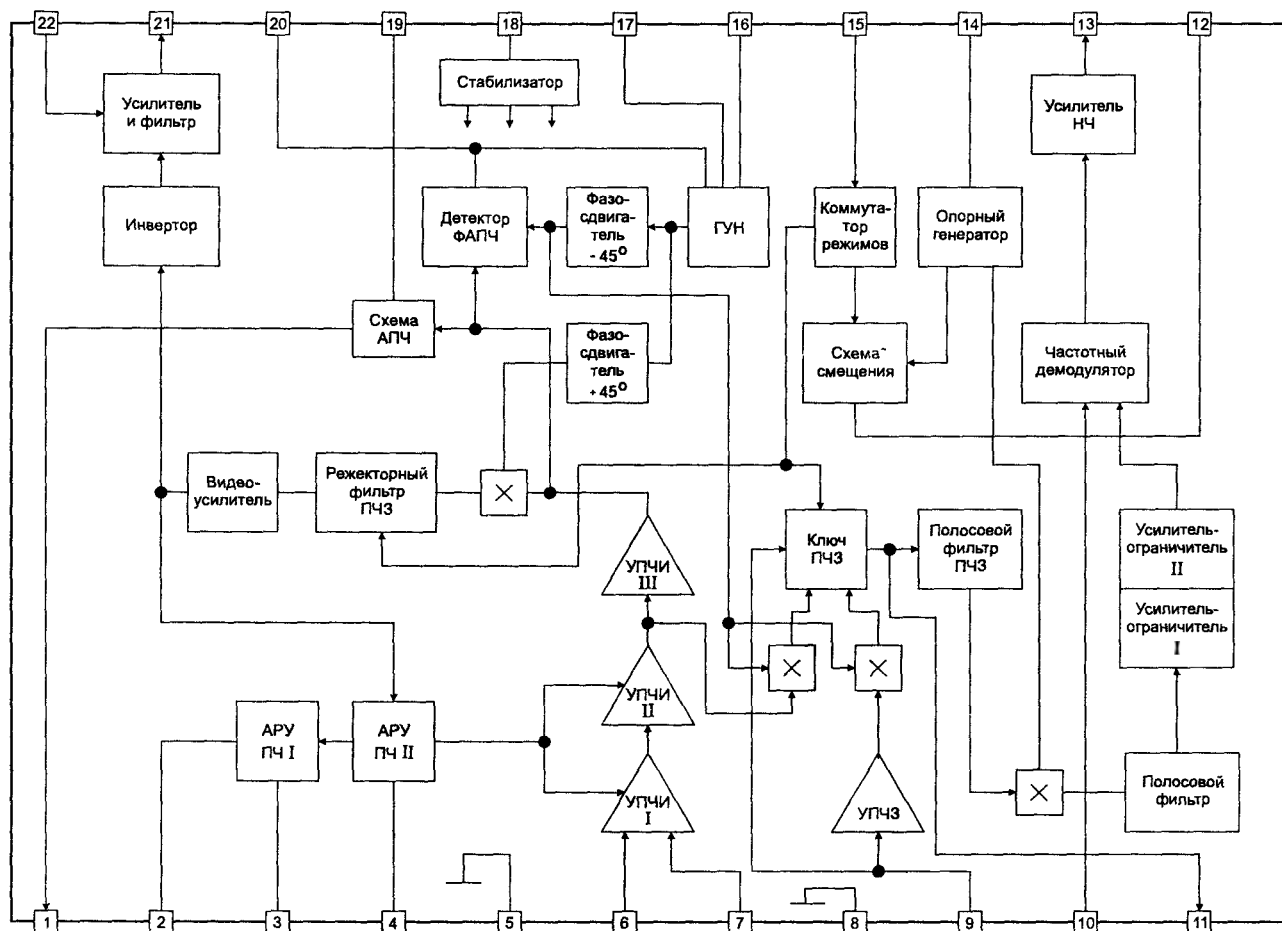 22
21
20
19
18
17
16
15
14
13
12
Стабилизатор
Усилитель
и фильтр
Усилитель
НЧ
Инвертор
Детектор
ФАПЧ
Фазо-
сдвига-
тель
- 45°
ГУН
Коммута-
тор
режимов
Опорный
генератор
Схема
АПЧ
Фазо-
сдвига-
тель
+ 45°
Схема
смещения
Частотный
демодулятор
Видео-
усилитель
Режекторный
фильтр
ПЧЗ
×
УПЧИ
III
Ключ
ПЧЗ
Полосовой
фильтр
ПЧЗ
Усилитель-
ограничитель
II
Усилитель-
ограничитель
I
×
×
УПЧИ
II
АРУ
ПЧ I
АРУ
ПЧ II
УПЧИ
I
УПЧЗ
×
Полосовой
фильтр
1
2
3
4
5
6
7
8
9
10
11